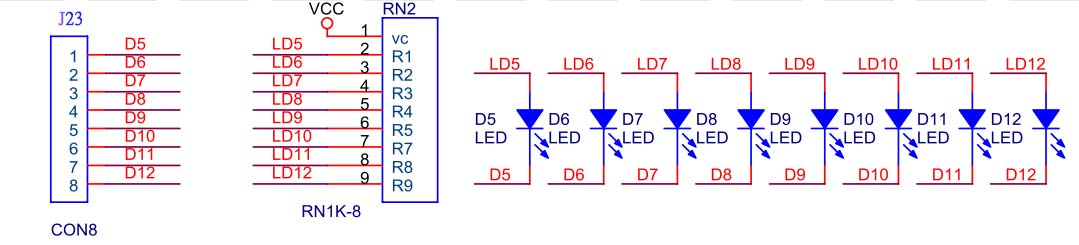 J23
1 D5
2 D6
3 D7
4 D8
5 D9
6 D10
7 D11
8 D12
CON8
VCC
RN2
1 vc
LD5 2 R1
LD6 3 R2
LD7 4 R3
LD8 5 R4
LD9 6 R5
LD10 7 R7
LD11 8 R8
LD12 9 R9
RN1K-8
LD5 LD6 LD7 LD8 LD9 LD10 LD11 LD12
D5 D6 D7 D8 D9 D10 D11 D12
LED LED LED LED LED LED LED LED
D5 D6 D7 D8 D9 D10 D11 D12